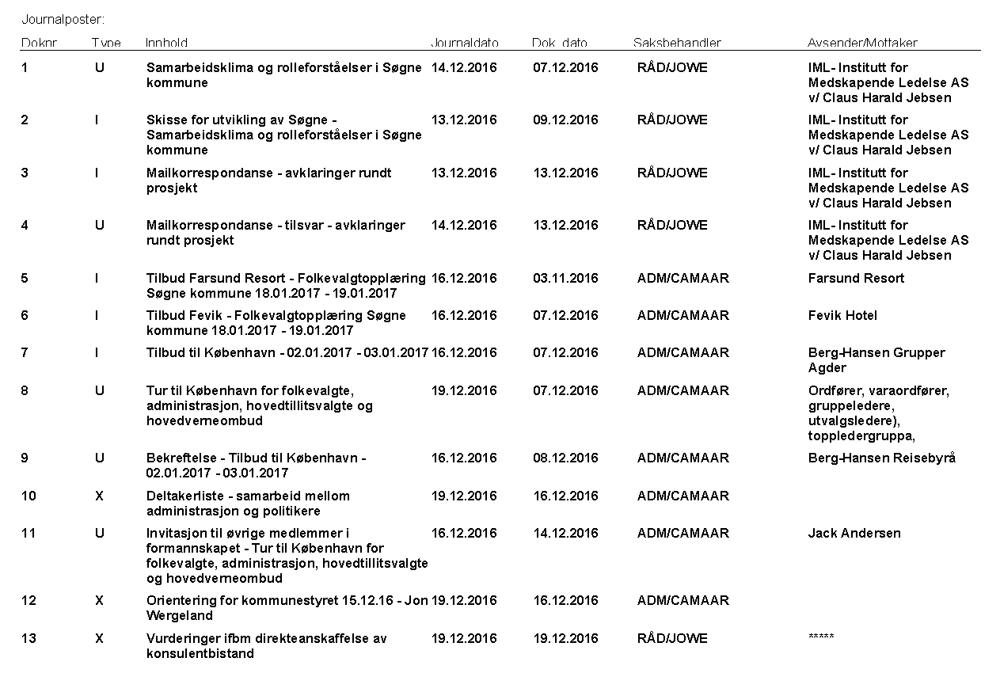 Journalposter:
Doknr Type Innhold Journaldato Dok. dato Saksbehandler Avsender/Mottaker
1 U Samarbeidsklima og rolleforståelser i Søgne 14.12.2016 07.12.2016 RÅD/JOWE IML- Institutt for
kommune Medskapende Ledelse AS
v/ Claus Harald Jebsen
2 I Skisse for utvikling av Søgne - 13.12.2016 09.12.2016 RÅD/JOWE IML- Institutt for
Samarbeidsklima og rolleforståelser i Søgne Medskapende Ledelse AS
kommune v/ Claus Harald Jebsen
3 I Mailkorrespondanse - avklaringer rundt 13.12.2016 13.12.2016 RÅD/JOWE IML- Institutt for
prosjekt Medskapende Ledelse AS
v/ Claus Harald Jebsen
4 U Mailkorrespondanse - tilsvar - avklaringer 14.12.2016 13.12.2016 RÅD/JOWE IML- Institutt for
rundt prosjekt Medskapende Ledelse AS
v/ Claus Harald Jebsen
5 I Tilbud Farsund Resort - Folkevalgtopplæring 16.12.2016 03.11.2016 ADM/CAMAAR Farsund Resort
Søgne kommune 18.01.2017 - 19.01.2017
6 I Tilbud Fevik - Folkevalgtopplæring Søgne 16.12.2016 07.12.2016 ADM/CAMAAR Fevik Hotel
kommune 18.01.2017 - 19.01.2017
7 I Tilbud til København - 02.01.2017 - 03.01.2017 16.12.2016 07.12.2016 ADM/CAMAAR Berg-Hansen Grupper
Agder
8 U Tur til København for folkevalgte, 19.12.2016 07.12.2016 ADM/CAMAAR Ordfører, varaordfører,
administrasjon, hovedtillitsvalgte og gruppeledere,
hovedverneombud utvalgsledere),
toppledergruppa,
9 U Bekreftelse - Tilbud til København - 16.12.2016 08.12.2016 ADM/CAMAAR Berg-Hansen Reisebyrå
02.01.2017 - 03.01.2017
10 X Deltakerliste - samarbeid mellom 19.12.2016 16.12.2016 ADM/CAMAAR
administrasjon og politikere
11 U Invitasjon til øvrige medlemmer i 16.12.2016 14.12.2016 ADM/CAMAAR Jack Andersen
formannskapet - Tur til København for
folkevalgte, administrasjon, hovedtillitsvalgte
og hovedverneombud
12 X Orientering for kommunestyret 15.12.16 - Jon 19.12.2016 16.12.2016 ADM/CAMAAR
Wergeland
13 X Vurderinger ifbm direkteanskaffelse av 19.12.2016 19.12.2016 RÅD/JOWE *****
konsulentbistand